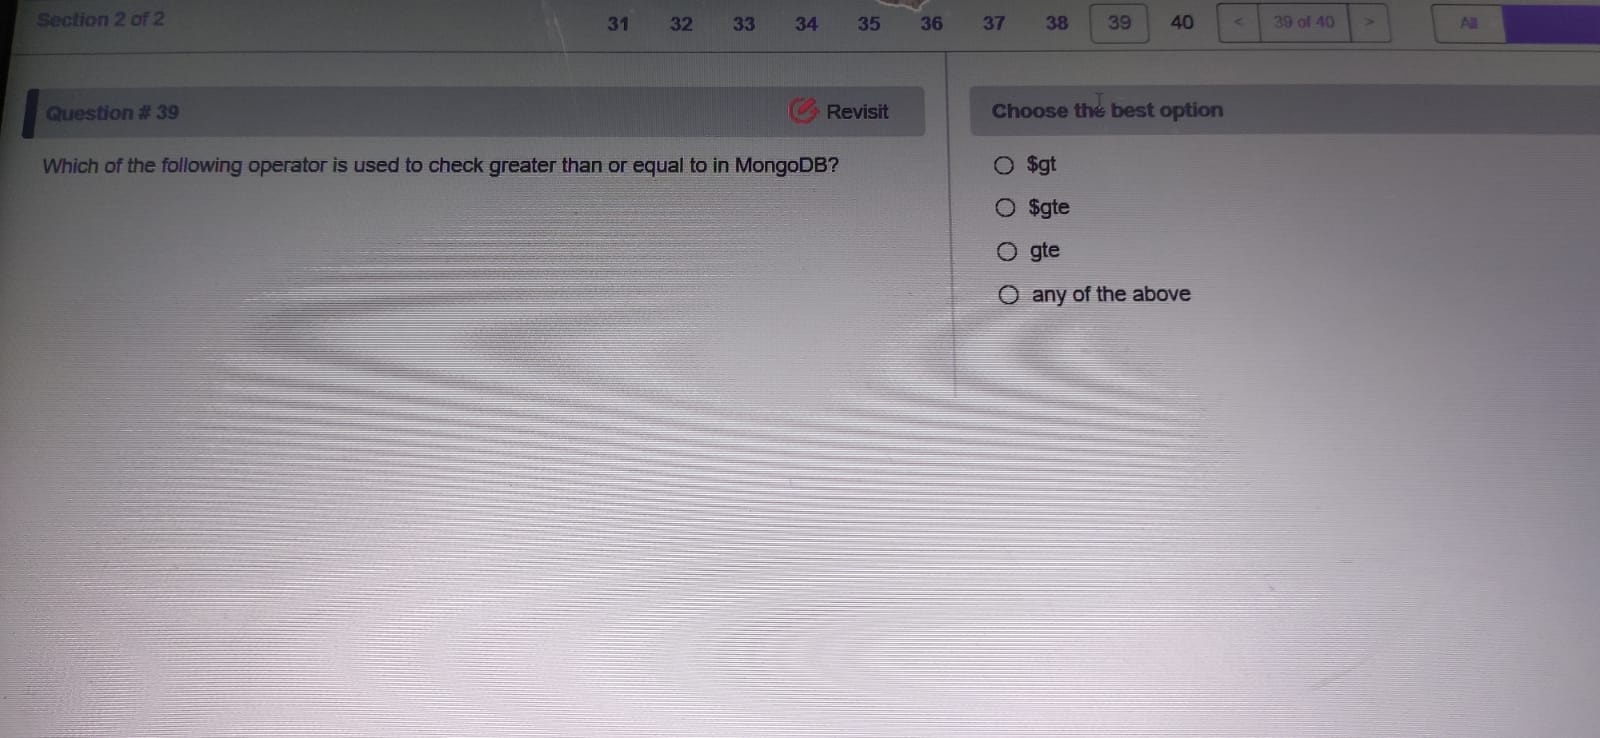 Section 2 of 2
31 32 33 34 35 36 37 38 39 40 < 39 of 40 > All
Question # 39
Revisit
Choose the best option
Which of the following operator is used to check greater than or equal to in MongoDB?
$gt
$gte
gte
any of the above